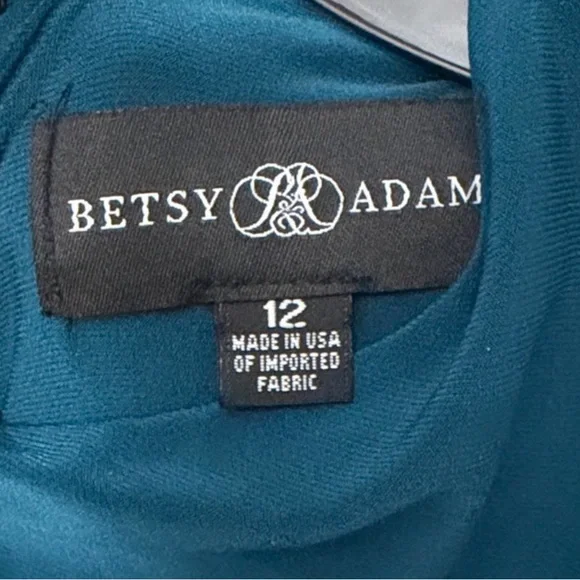 BETSY B&A ADAM
12
MADE IN USA
OF IMPORTED
FABRIC